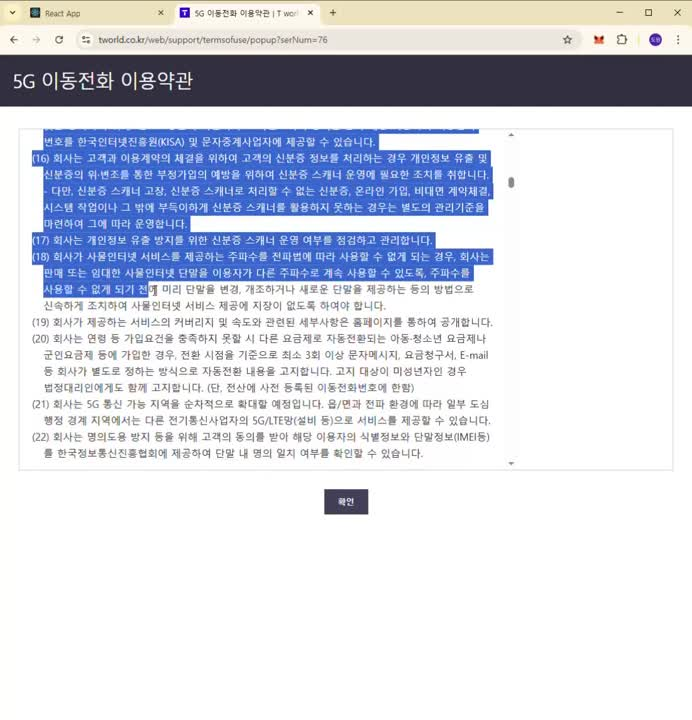 React App
5G 이동전화 이용약관 | T worl
tworld.co.kr/web/support/termsofuse/popup?serNum=76
5G 이동전화 이용약관
번호를 한국인터넷진흥원(KISA) 및 문자중계사업자에 제공할 수 있습니다.
(16) 회사는 고객과 이용계약의 체결을 위하여 고객의 신분증 정보를 처리하는 경우 개인정보 유출 및
신분증의 위·변조를 통한 부정가입의 예방을 위하여 신분증 스캐너 운영에 필요한 조치를 취합니다.
- 다만, 신분증 스캐너 고장, 신분증 스캐너로 처리할 수 없는 신분증, 온라인 가입, 비대면 계약체결,
시스템 작업이나 그 밖에 부득이하게 신분증 스캐너를 활용하지 못하는 경우는 별도의 관리기준을
마련하여 그에 따라 운영합니다.
(17) 회사는 개인정보 유출 방지를 위한 신분증 스캐너 운영 여부를 점검하고 관리합니다.
(18) 회사가 사물인터넷 서비스를 제공하는 주파수를 전파법에 따라 사용할 수 없게 되는 경우, 회사는
판매 또는 임대한 사물인터넷 단말을 이용자가 다른 주파수로 계속 사용할 수 있도록, 주파수를
사용할 수 없게 되기 전에 미리 단말을 변경, 개조하거나 새로운 단말을 제공하는 등의 방법으로
신속하게 조치하여 사물인터넷 서비스 제공에 지장이 없도록 하여야 합니다.
(19) 회사가 제공하는 서비스의 커버리지 및 속도와 관련된 세부사항은 홈페이지를 통하여 공개합니다.
(20) 회사는 연령 등 가입요건을 충족하지 못할 시 다른 요금제로 자동전환되는 아동·청소년 요금제나
군인요금제 등에 가입한 경우, 전환 시점을 기준으로 최소 3회 이상 문자메시지, 요금청구서, E-mail
등 회사가 별도로 정하는 방식으로 자동전환 내용을 고지합니다. 고지 대상이 미성년자인 경우
법정대리인에게도 함께 고지합니다. (단, 전산에 사전 등록된 이동전화번호에 한함)
(21) 회사는 5G 통신 가능 지역을 순차적으로 확대할 예정입니다. 읍/면과 전파 환경에 따라 일부 도심
행정 경계 지역에서는 다른 전기통신사업자의 5G/LTE망(설비 등)으로 서비스를 제공할 수 있습니다.
(22) 회사는 명의도용 방지 등을 위해 고객의 동의를 받아 해당 이용자의 식별정보와 단말정보(IMEI등)
를 한국정보통신진흥협회에 제공하여 단말 내 명의 일치 여부를 확인할 수 있습니다.
확인